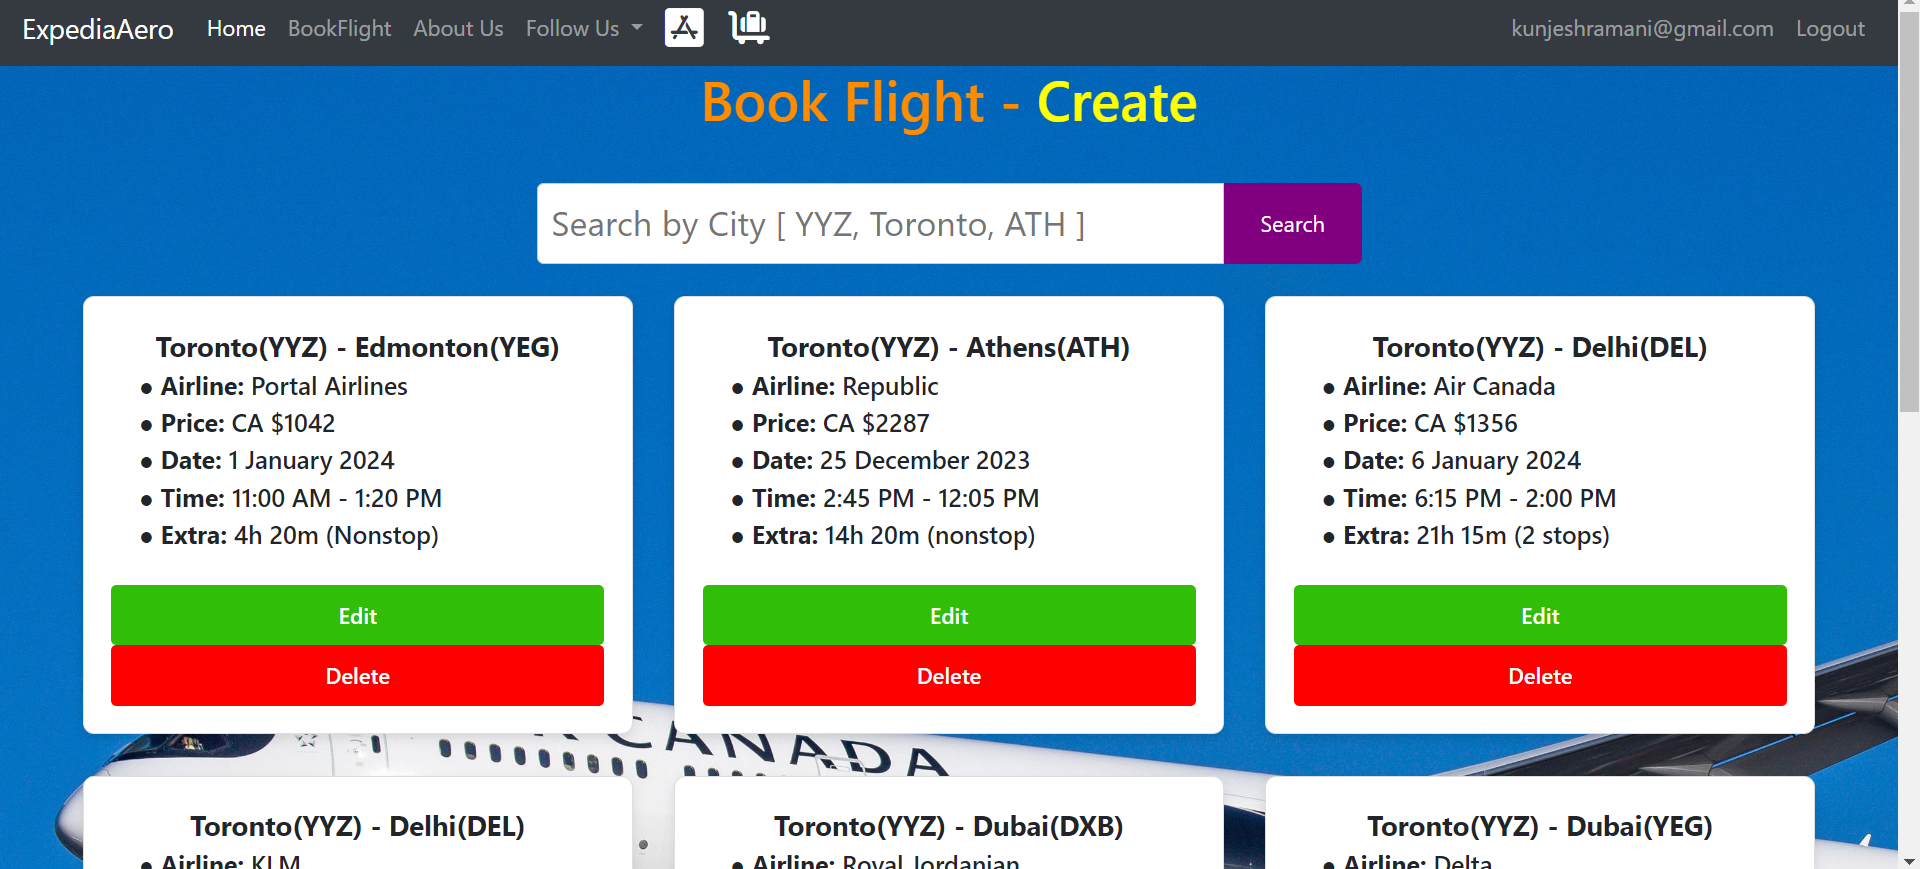 ExpediaAero Home BookFlight About Us Follow Us kunjeshramani@gmail.com Logout
Book Flight - Create
Search by City [ YYZ, Toronto, ATH ] Search
Toronto(YYZ) - Edmonton(YEG)
● Airline: Portal Airlines
● Price: CA $1042
● Date: 1 January 2024
● Time: 11:00 AM - 1:20 PM
● Extra: 4h 20m (Nonstop)
Edit
Delete
Toronto(YYZ) - Athens(ATH)
● Airline: Republic
● Price: CA $2287
● Date: 25 December 2023
● Time: 2:45 PM - 12:05 PM
● Extra: 14h 20m (nonstop)
Edit
Delete
Toronto(YYZ) - Delhi(DEL)
● Airline: Air Canada
● Price: CA $1356
● Date: 6 January 2024
● Time: 6:15 PM - 2:00 PM
● Extra: 21h 15m (2 stops)
Edit
Delete
CANADA
Toronto(YYZ) - Delhi(DEL)
● Airline: KLM
Toronto(YYZ) - Dubai(DXB)
● Airline: Royal Jordanian
Toronto(YYZ) - Dubai(YEG)
● Airline: Delta